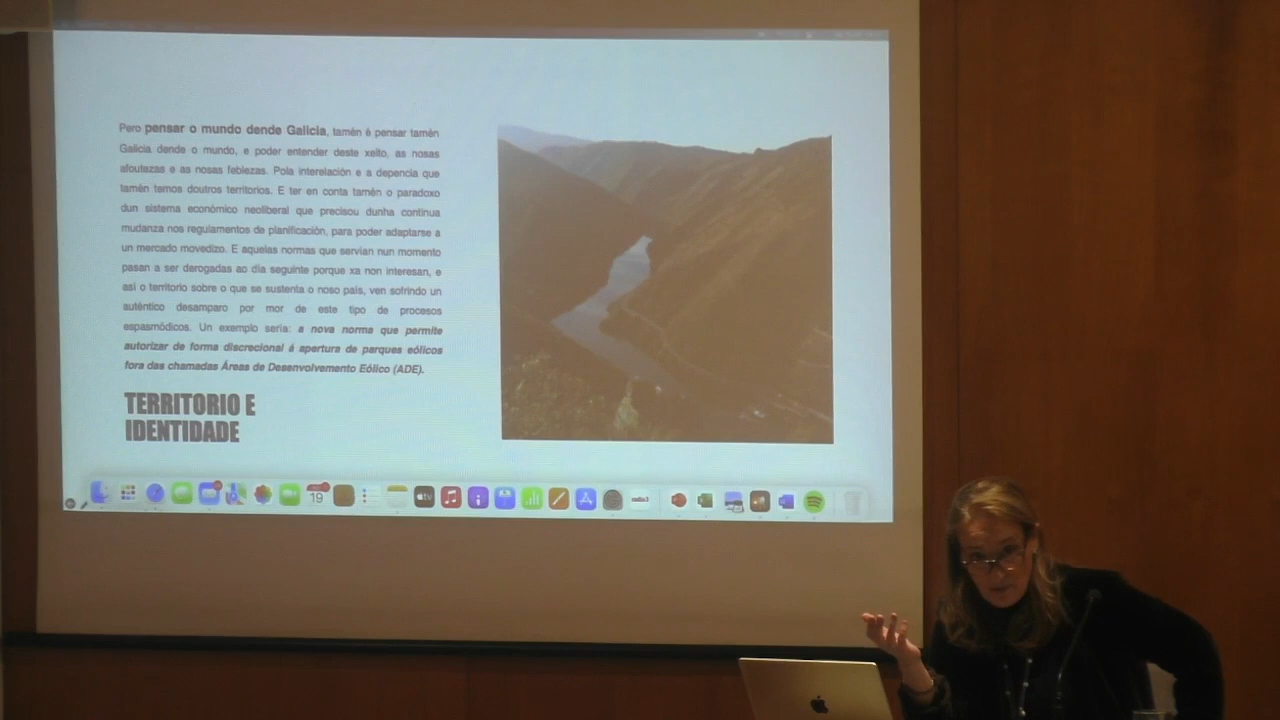 Pero pensar o mundo dende Galicia, tamén é pensar tamén
Galicia dende o mundo, e poder entender deste xeito, as nosas
afoutazas e as nosas feblezas. Pola interelación e a depencia que
tamén temos doutros territorios. E ter en conta tamén o paradoxo
dun sistema económico neoliberal que precisou dunha continua
mudanza nos regulamentos de planificación, para poder adaptarse a
un mercado movedizo. E aquelas normas que servían nun momento
pasan a ser derogadas ao día seguinte porque xa non interesan, e
así o territorio sobre o que se sustenta o noso país, ven sofrindo un
auténtico desamparo por mor de este tipo de procesos
espasmódicos. Un exemplo sería: a nova norma que permite
autorizar de forma discrecional á apertura de parques eólicos
fora das chamadas Áreas de Desenvolvemento Eólico (ADE).
TERRITORIO E
IDENTIDADE
19
tv